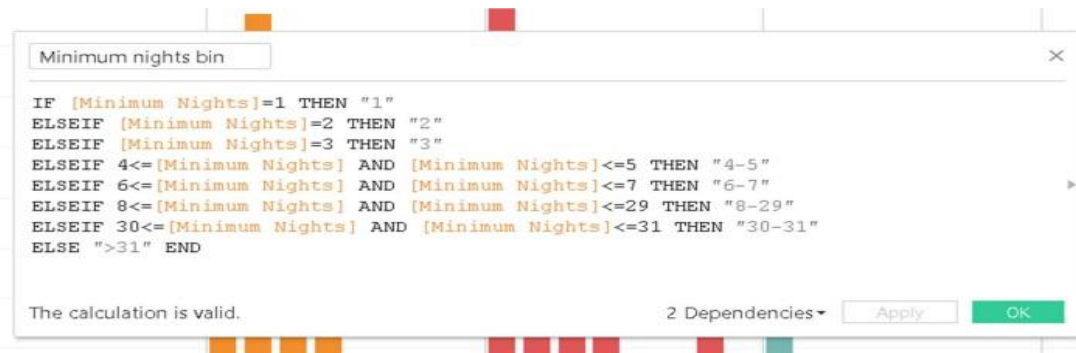 Minimum nights bin
IF [Minimum Nights]=1 THEN "1"
ELSEIF [Minimum Nights]=2 THEN "2"
ELSEIF [Minimum Nights]=3 THEN "3"
ELSEIF 4<=[Minimum Nights] AND [Minimum Nights]<=5 THEN "4-5"
ELSEIF 6<=[Minimum Nights] AND [Minimum Nights]<=7 THEN "6-7"
ELSEIF 8<=[Minimum Nights] AND [Minimum Nights]<=29 THEN "8-29"
ELSEIF 30<=[Minimum Nights] AND [Minimum Nights]<=31 THEN "30-31"
ELSE ">31" END
The calculation is valid. 2 Dependencies Apply OK